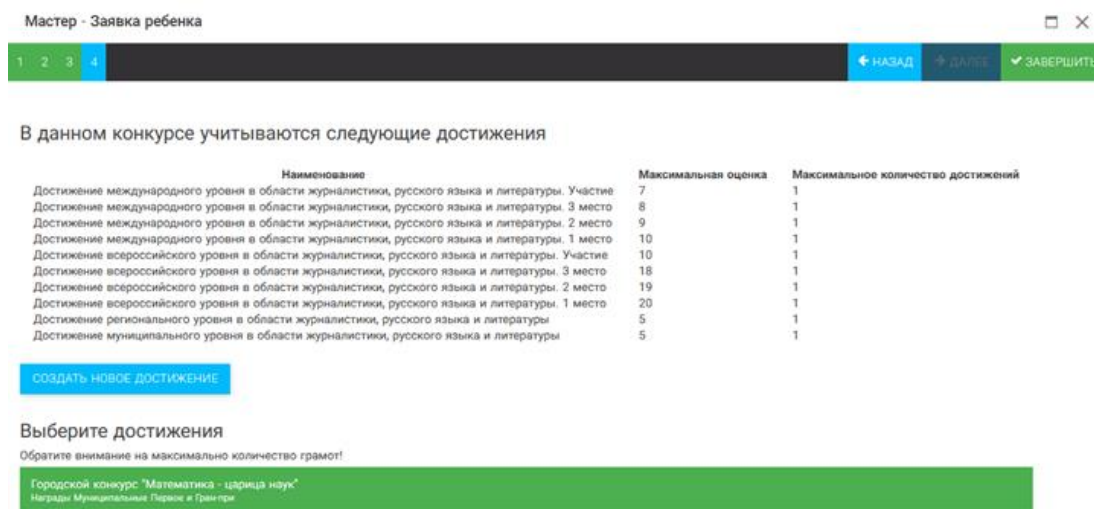 Мастер - Заявка ребенка
1 2 3 4 НАЗАД ДАЛЕЕ ЗАВЕРШИТЬ
В данном конкурсе учитываются следующие достижения
Наименование Максимальная оценка Максимальное количество достижений
Достижение международного уровня в области журналистики, русского языка и литературы. Участие 7 1
Достижение международного уровня в области журналистики, русского языка и литературы. 3 место 8 1
Достижение международного уровня в области журналистики, русского языка и литературы. 2 место 9 1
Достижение международного уровня в области журналистики, русского языка и литературы. 1 место 10 1
Достижение всероссийского уровня в области журналистики, русского языка и литературы. Участие 10 1
Достижение всероссийского уровня в области журналистики, русского языка и литературы. 3 место 18 1
Достижение всероссийского уровня в области журналистики, русского языка и литературы. 2 место 19 1
Достижение всероссийского уровня в области журналистики, русского языка и литературы. 1 место 20 1
Достижение регионального уровня в области журналистики, русского языка и литературы 5 1
Достижение муниципального уровня в области журналистики, русского языка и литературы 5 1
СОЗДАТЬ НОВОЕ ДОСТИЖЕНИЕ
Выберите достижения
Обратите внимание на максимально количество грамот!
Городской конкурс "Математика - царица наук"
Награды Муниципальные Первое и Гран-при